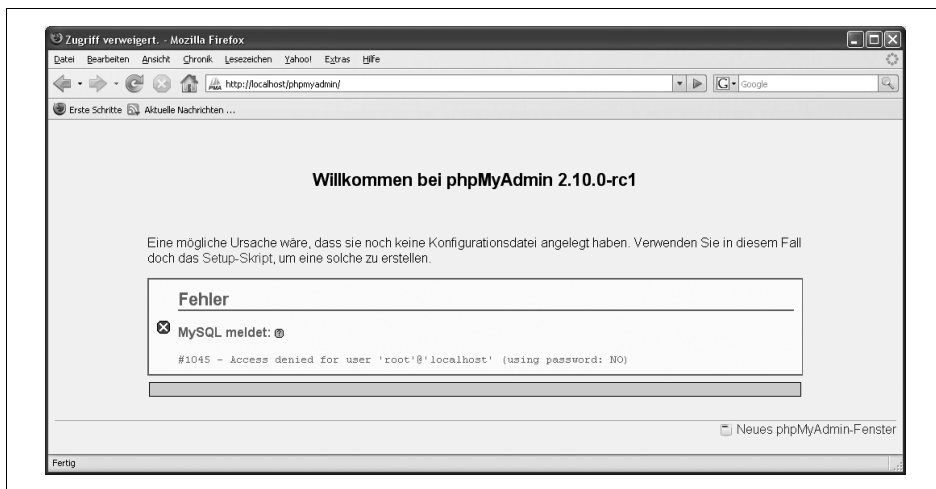 Zugriff verweigert. - Mozilla Firefox
Datei Bearbeiten Ansicht Chronik Lesezeichen Yahoo! Extras Hilfe
PMA http://localhost/phpmyadmin/ G Google
Erste Schritte Aktuelle Nachrichten ...
Willkommen bei phpMyAdmin 2.10.0-rc1
Eine mögliche Ursache wäre, dass sie noch keine Konfigurationsdatei angelegt haben. Verwenden Sie in diesem Fall
doch das Setup-Skript, um eine solche zu erstellen.
Fehler
MySQL meldet:
#1045 - Access denied for user 'root'@'localhost' (using password: NO)
Neues phpMyAdmin-Fenster
Fertig